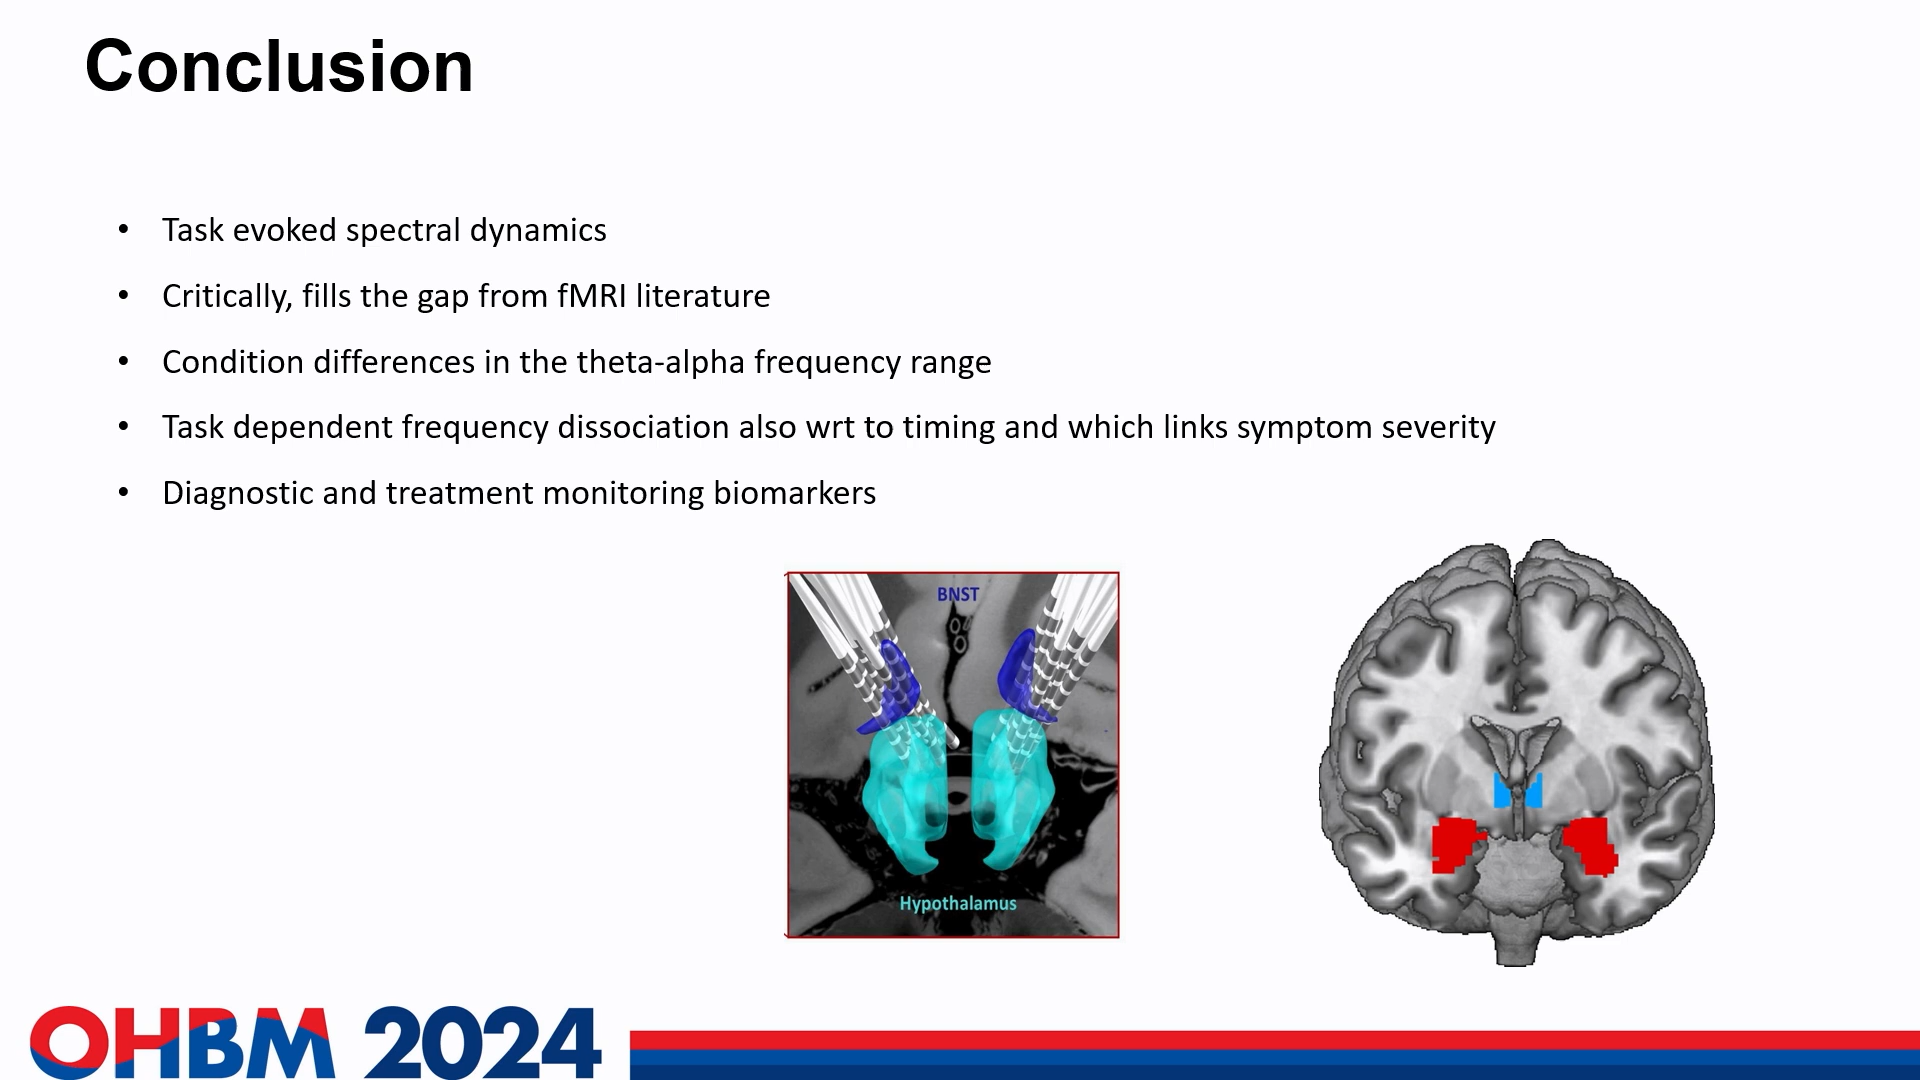 Conclusion
• Task evoked spectral dynamics
• Critically, fills the gap from fMRI literature
• Condition differences in the theta-alpha frequency range
• Task dependent frequency dissociation also wrt to timing and which links symptom severity
• Diagnostic and treatment monitoring biomarkers
BNST
Hypothalamus
OHBM 2024